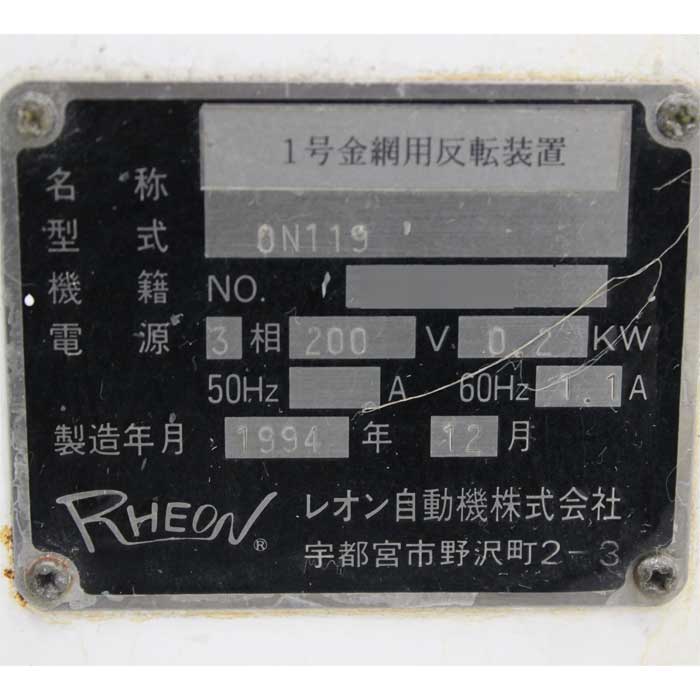 名称 1号金網用反転装置
型式 0N119
機籍 NO.
電源 3相 200 V 0.2 KW
50Hz A 60Hz 1.1 A
製造年月 1994 年 12 月
RHEON® レオン自動機株式会社
宇都宮市野沢町2-3